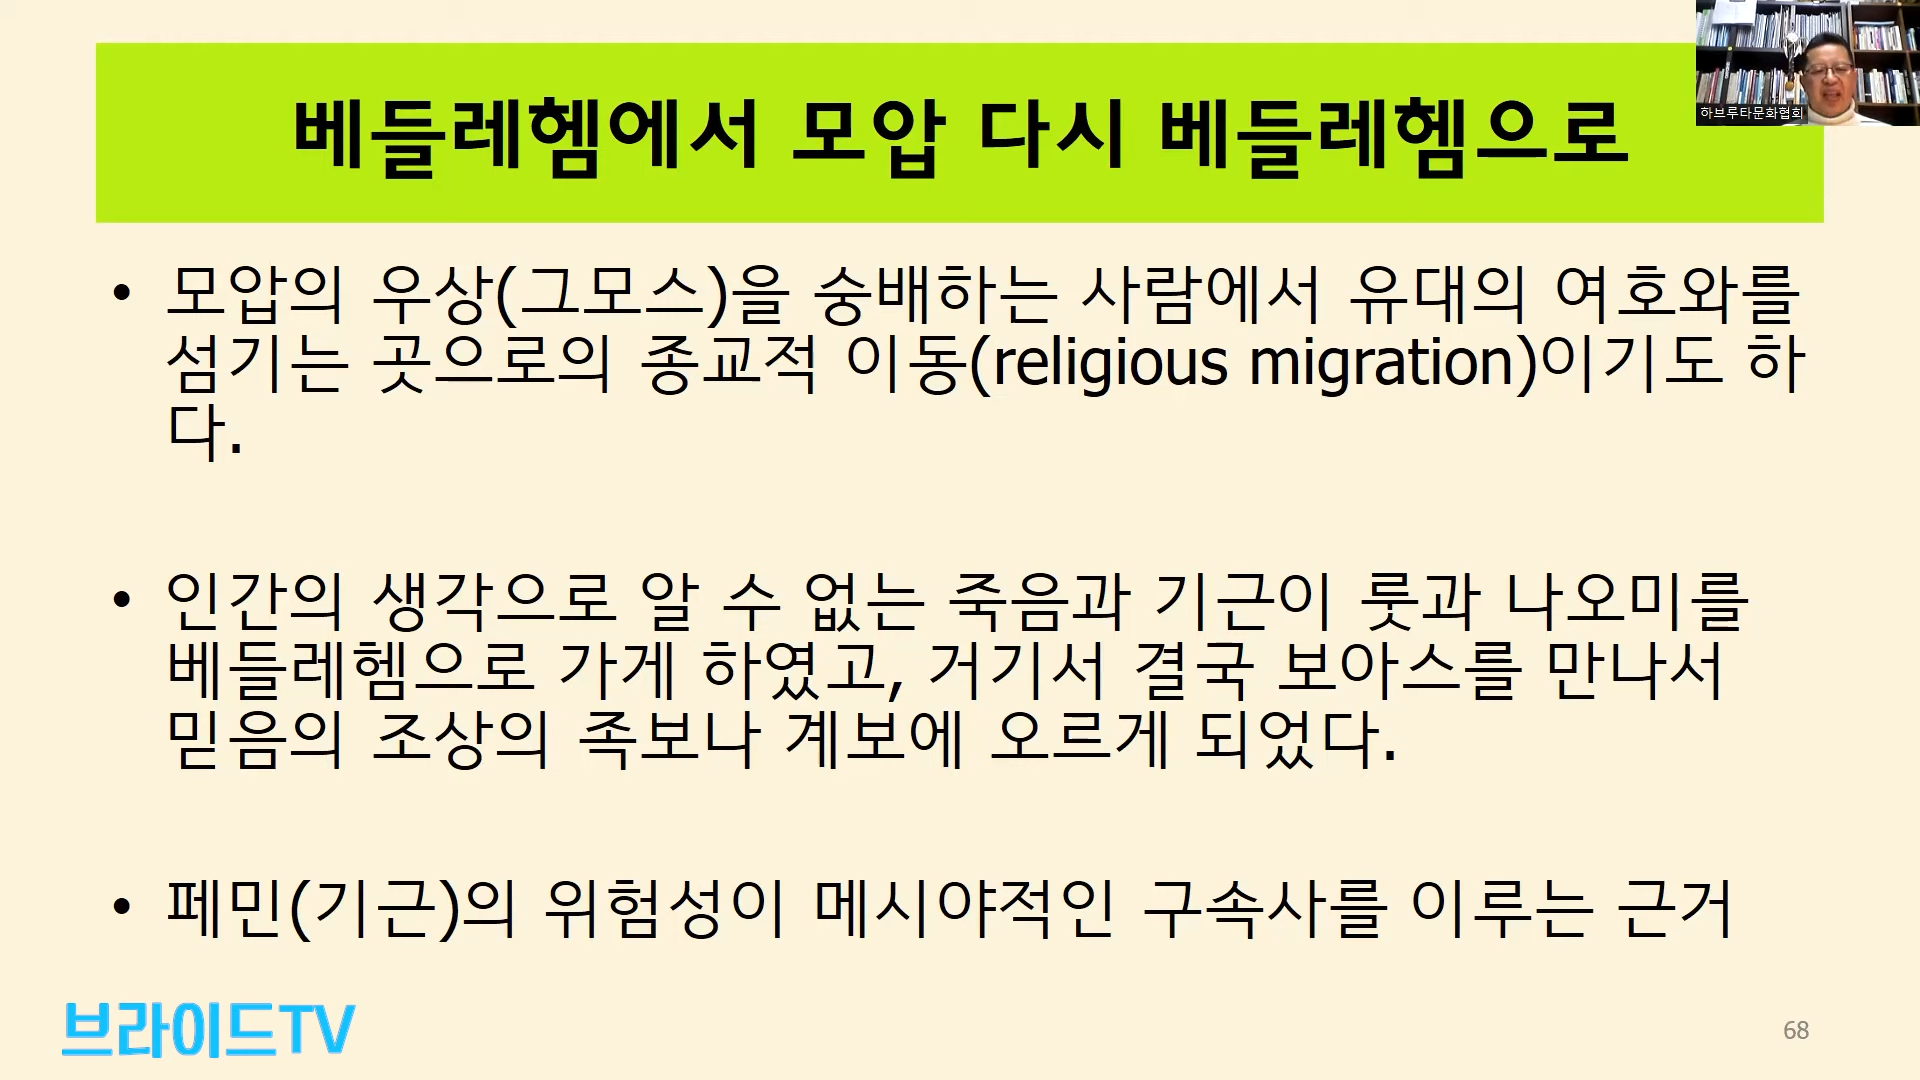 베들레헴에서 모압 다시 베들레헴으로
하브루타문화협회
• 모압의 우상(그모스)을 숭배하는 사람에서 유대의 여호와를
섬기는 곳으로의 종교적 이동(religious migration)이기도 하
다.
• 인간의 생각으로 알 수 없는 죽음과 기근이 룻과 나오미를
베들레헴으로 가게 하였고, 거기서 결국 보아스를 만나서
믿음의 조상의 족보나 계보에 오르게 되었다.
• 페민(기근)의 위험성이 메시야적인 구속사를 이루는 근거
브라이드TV
68